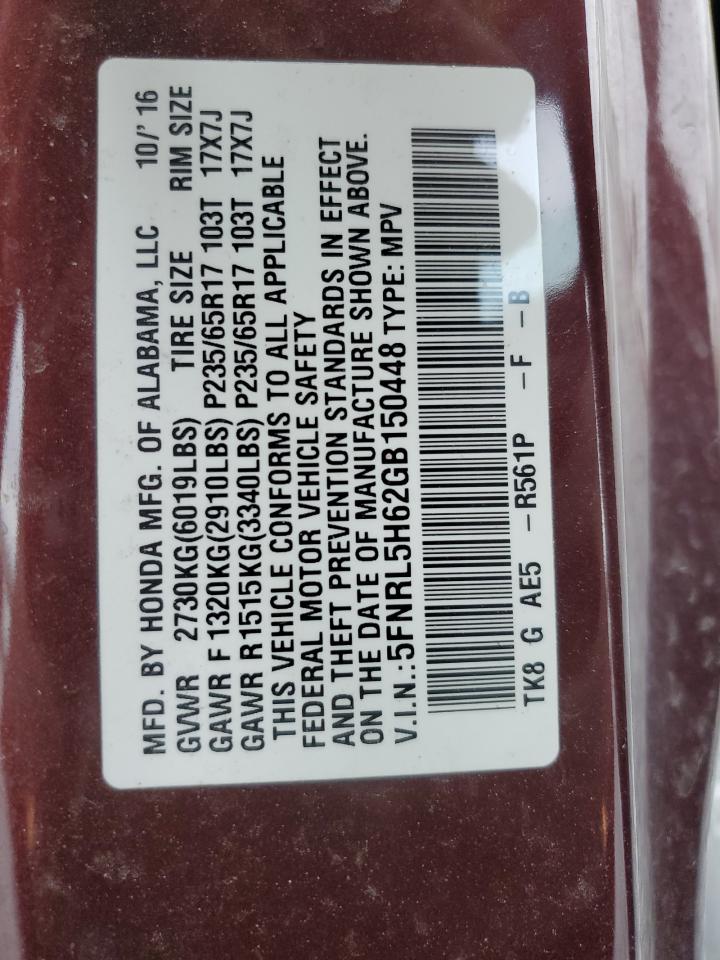 MFD. BY HONDA MFG. OF ALABAMA, LLC 10/' 16
GVWR 2730KG(6019LBS) TIRE SIZE RIM SIZE
GAWR F 1320KG(2910LBS) P235/65R17 103T 17X7J
GAWR R1515KG(3340LBS) P235/65R17 103T 17X7J
THIS VEHICLE CONFORMS TO ALL APPLICABLE
FEDERAL MOTOR VEHICLE SAFETY
AND THEFT PREVENTION STANDARDS IN EFFECT
ON THE DATE OF MANUFACTURE SHOWN ABOVE.
V.I.N.:5FNRL5H62GB150448 TYPE: MPV
TK8 G AE5 –R561P –F –B